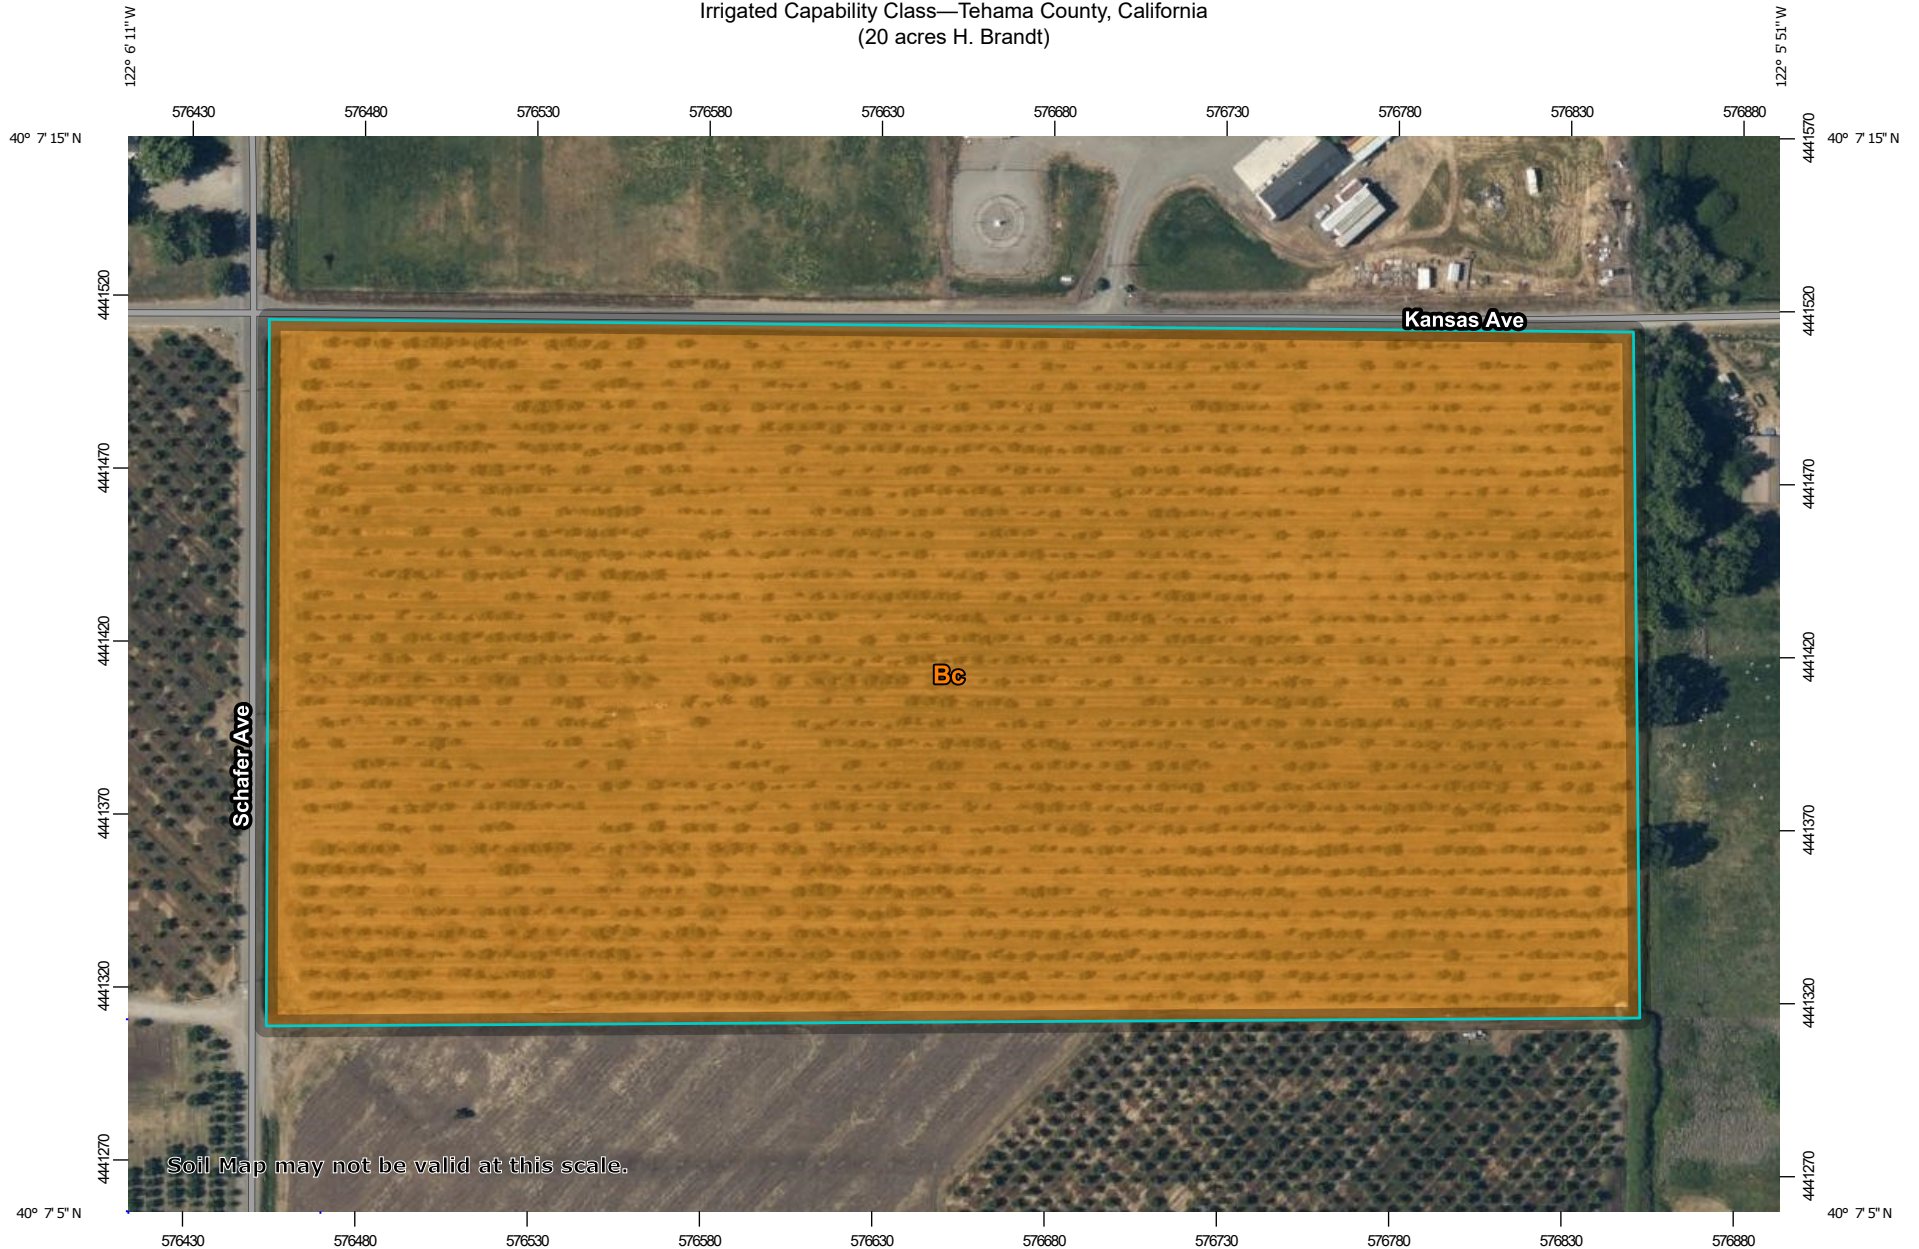 Irrigated Capability Class—Tehama County, California
(20 acres H. Brandt)
122° 6' 11'' W
122° 5' 51'' W
576430 576480 576530 576580 576630 576680 576730 576780 576830 576880
40° 7' 15'' N
40° 7' 15'' N
4441570
4441520
4441520
Kansas Ave
4441470
4441470
4441420
4441420
Bc
Schafer Ave
4441370
4441370
4441320
4441320
4441270
4441270
Soil Map may not be valid at this scale.
40° 7' 5'' N
40° 7' 5'' N
576430 576480 576530 576580 576630 576680 576730 576780 576830 576880